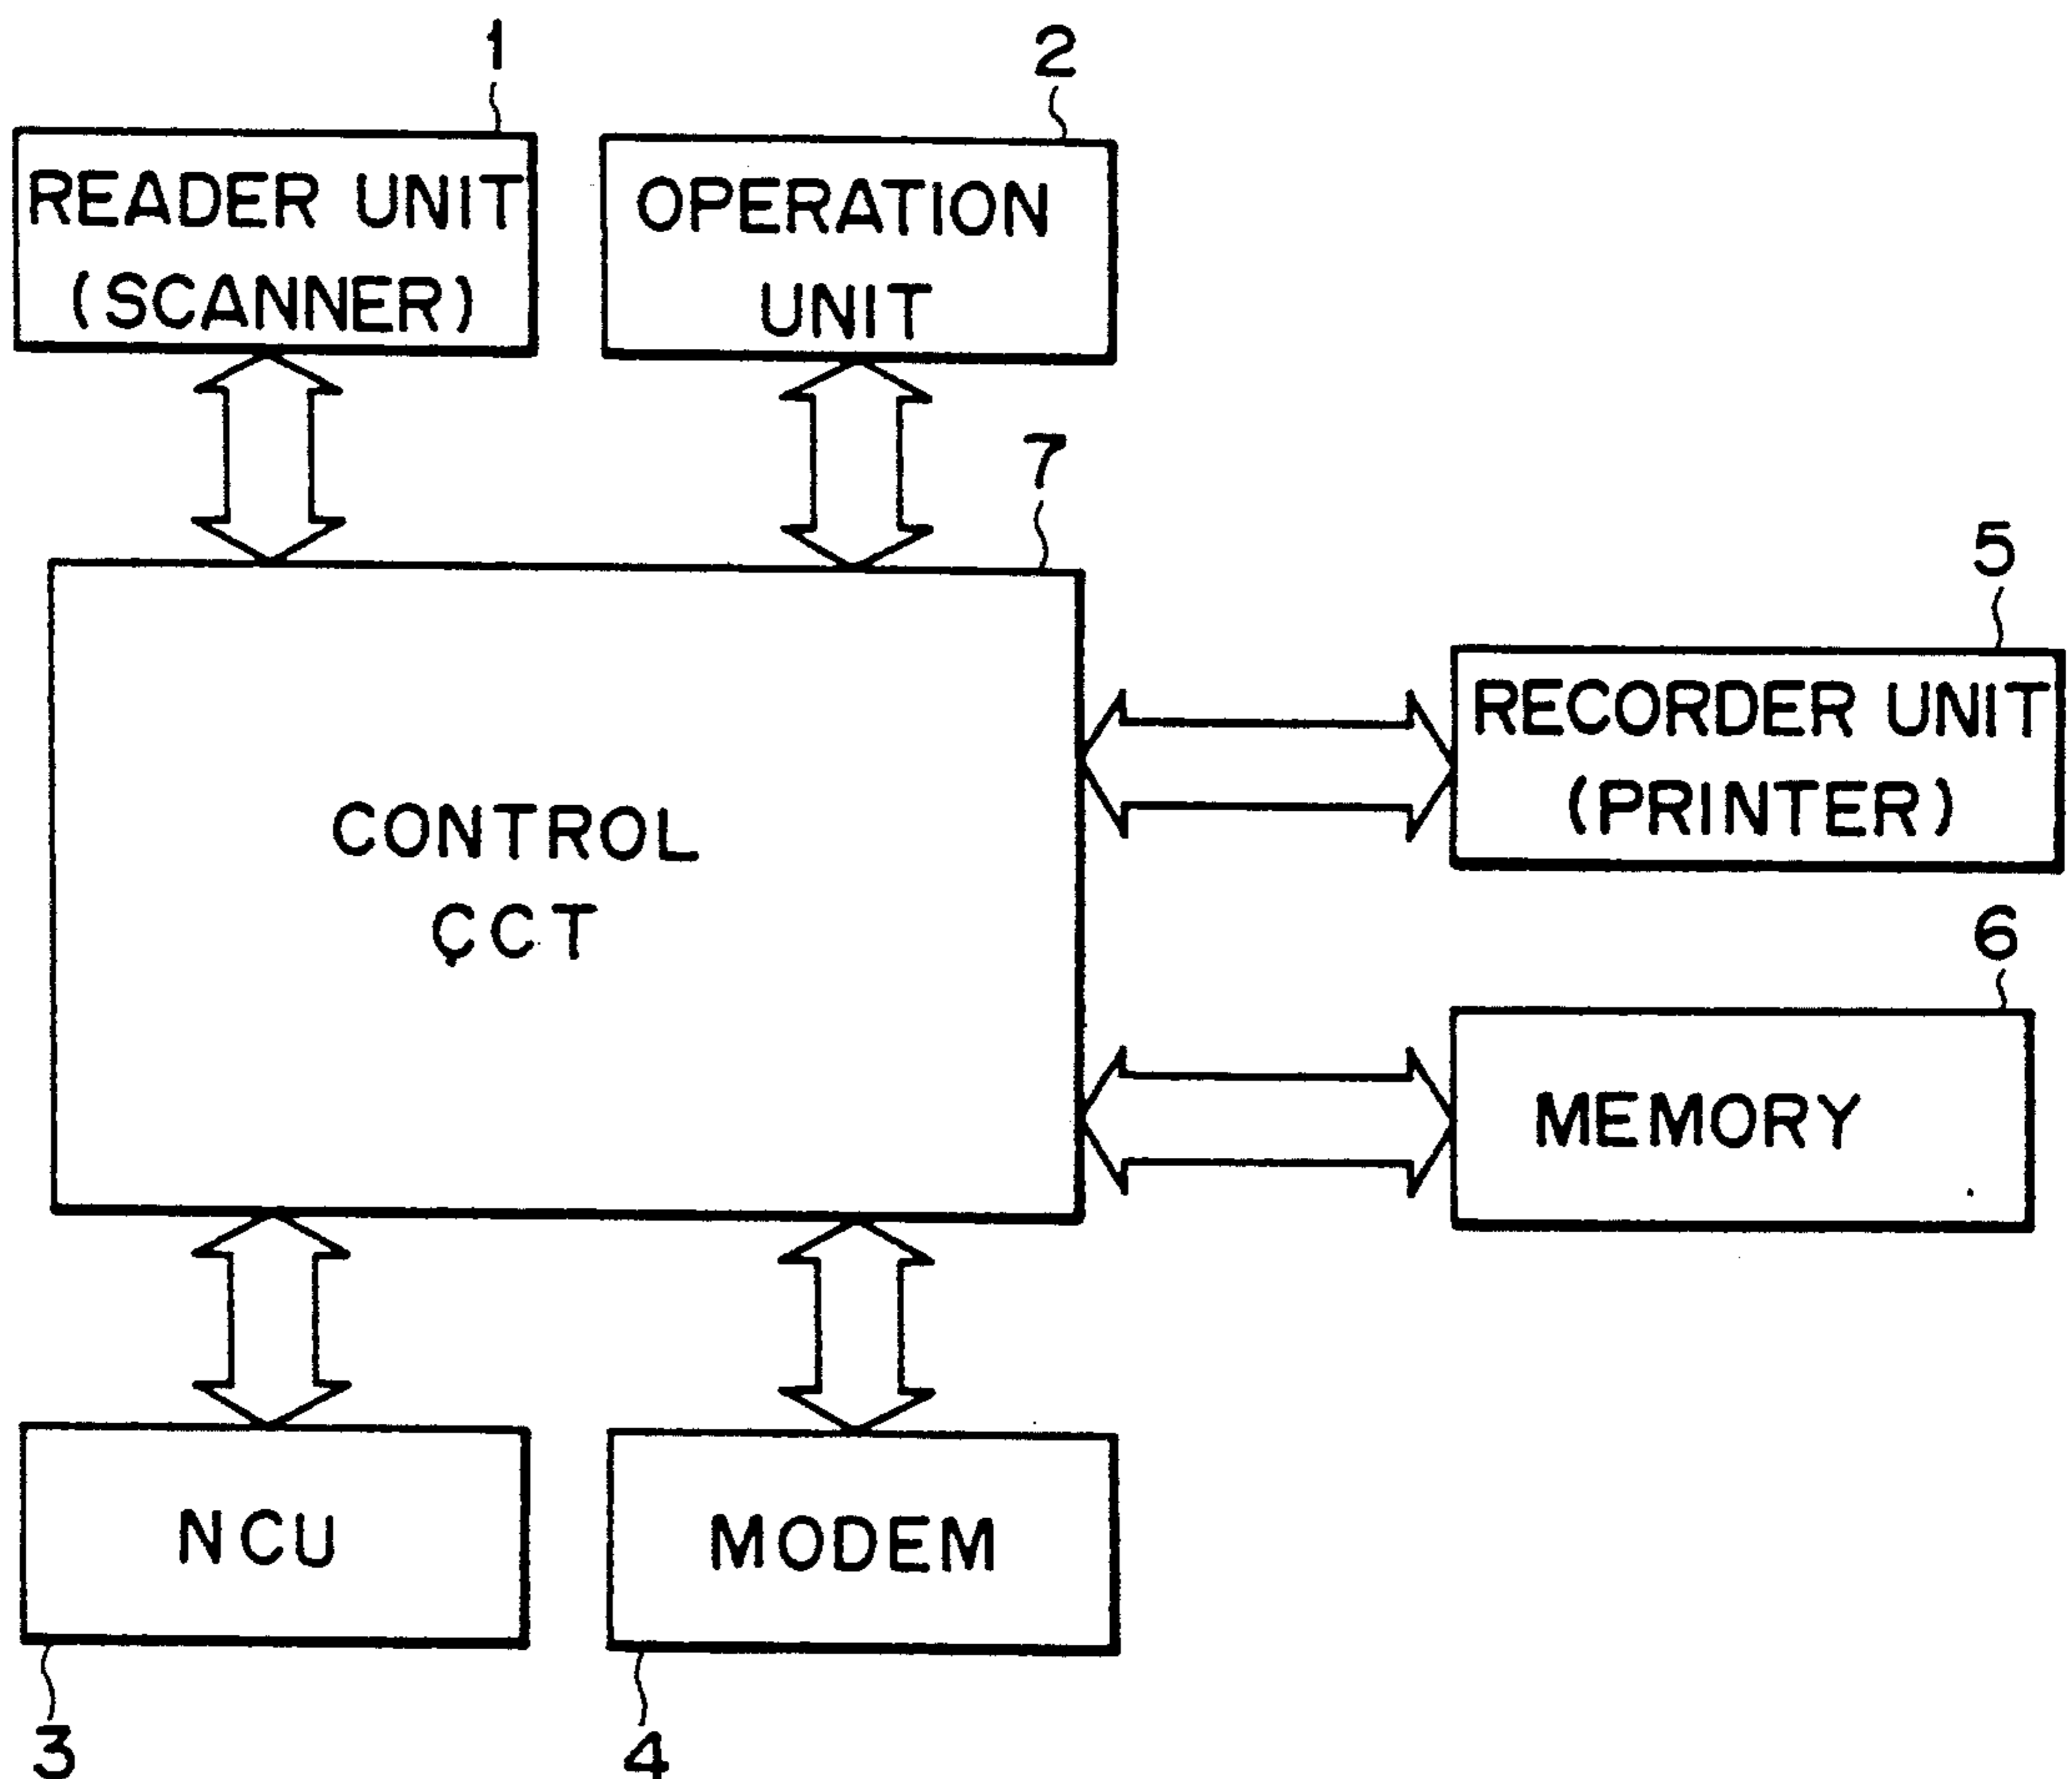 1
2
READER UNIT
(SCANNER)
OPERATION
UNIT
7
5
RECORDER UNIT
(PRINTER)
CONTROL
CCT
6
MEMORY
NCU
MODEM
3
4